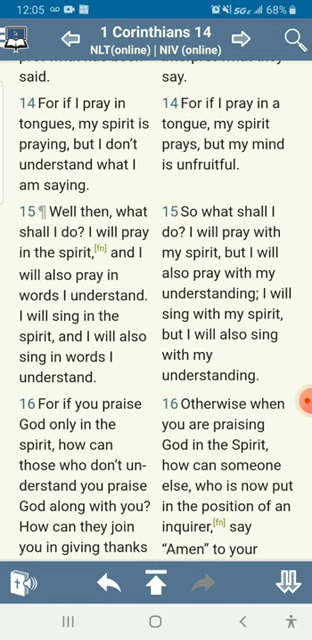 12:05
5GE
68%
1 Corinthians 14
NLT(online) | NIV (online)
said.
14 For if I pray in
tongues, my spirit is
praying, but I don't
understand what I
am saying.
15 ¶ Well then, what
shall I do? I will pray
in the spirit,[fn] and I
will also pray in
words I understand.
I will sing in the
spirit, and I will also
sing in words I
understand.
16 For if you praise
God only in the
spirit, how can
those who don't un-
derstand you praise
God along with you?
How can they join
you in giving thanks
say.
14 For if I pray in a
tongue, my spirit
prays, but my mind
is unfruitful.
15 So what shall I
do? I will pray with
my spirit, but I will
also pray with my
understanding; I will
sing with my spirit,
but I will also sing
with my
understanding.
16 Otherwise when
you are praising
God in the Spirit,
how can someone
else, who is now put
in the position of an
inquirer,[fn] say
“Amen” to your